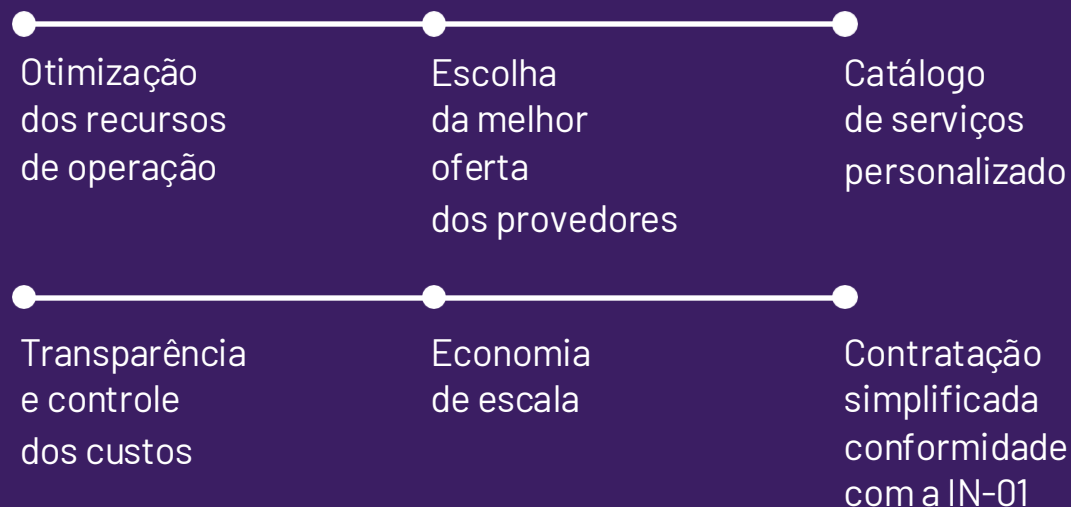 Otimização
dos recursos
de operação
Escolha
da melhor
oferta
dos provedores
Catálogo
de serviços
personalizado
Transparência
e controle
dos custos
Economia
de escala
Contratação
simplificada
conformidade
com a IN-01